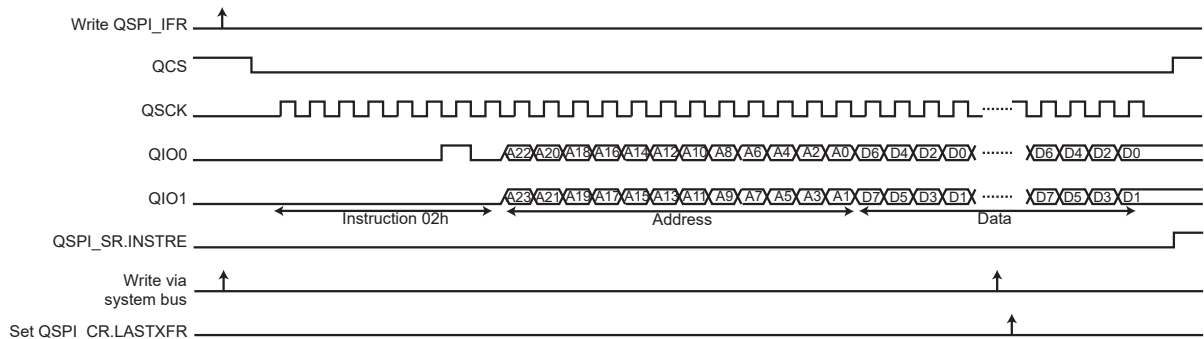 Write QSPI_IFR
QCS
QSCK
QIO0 A22 A20 A18 A16 A14 A12 A10 A8 A6 A4 A2 A0 D6 D4 D2 D0 D6 D4 D2 D0
QIO1 A23 A21 A19 A17 A15 A13 A11 A9 A7 A5 A3 A1 D7 D5 D3 D1 D7 D5 D3 D1
Instruction 02h Address Data
QSPI_SR.INSTRE
Write via
system bus
Set QSPI_CR.LASTXFR